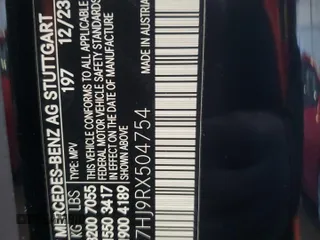 MERCEDES-BENZ AG STUTTGART
197 12/23
KG LBS TYPE: MPV
3200 7055 THIS VEHICLE CONFORMS TO ALL APPLICABLE
FEDERAL MOTOR VEHICLE SAFETY STANDARDS
1550 3417 IN EFFECT ON THE DATE OF MANUFACTURE
1900 4189 SHOWN ABOVE
MADE IN AUSTRIA
7HJ9RX504754